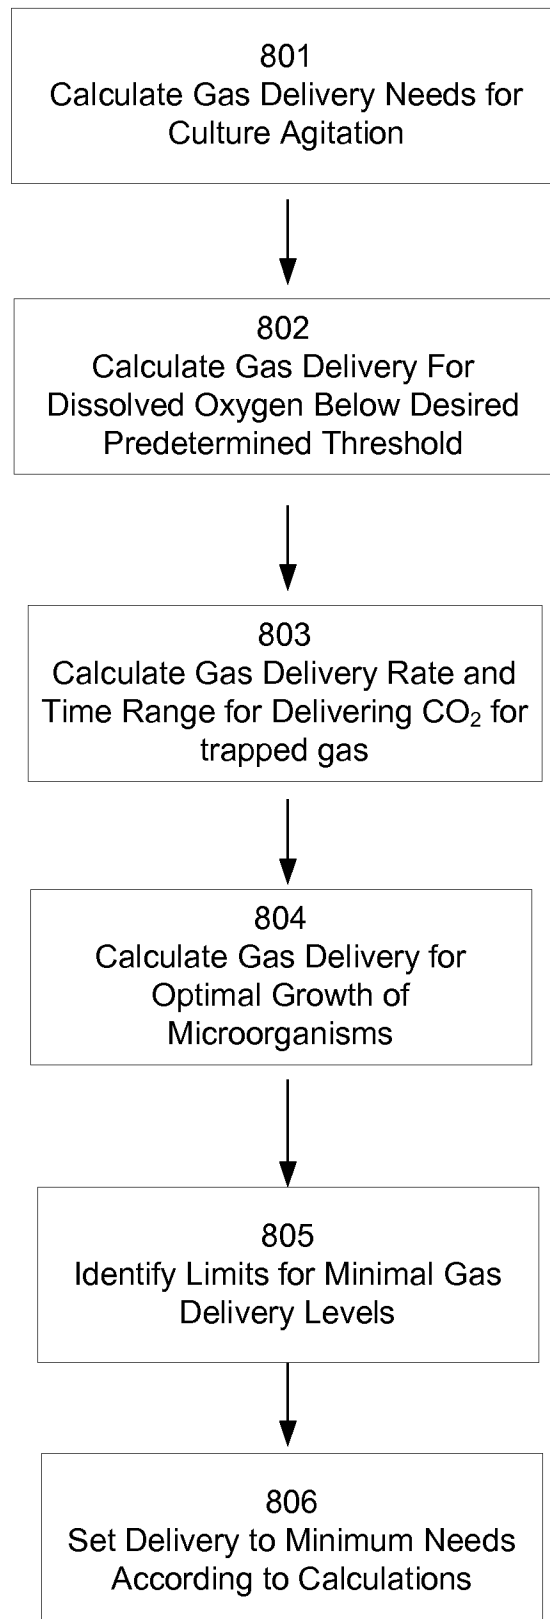 801
Calculate Gas Delivery Needs for
Culture Agitation
802
Calculate Gas Delivery For
Dissolved Oxygen Below Desired
Predetermined Threshold
803
Calculate Gas Delivery Rate and
Time Range for Delivering CO₂ for
trapped gas
804
Calculate Gas Delivery for
Optimal Growth of
Microorganisms
805
Identify Limits for Minimal Gas
Delivery Levels
806
Set Delivery to Minimum Needs
According to Calculations